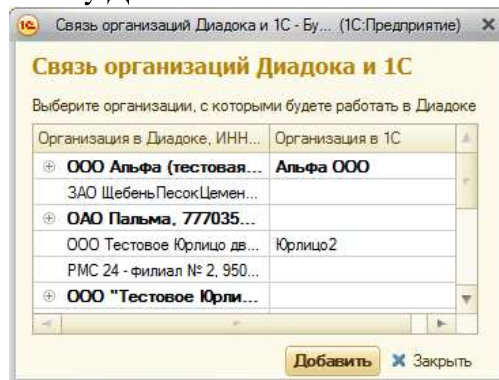 Связь организаций Диадока и 1С - Бу... (1С:Предприятие)
Связь организаций Диадока и 1С
Выберите организации, с которыми будете работать в Диадоке
Организация в Диадоке, ИНН... Организация в 1С
ООО Альфа (тестовая... Альфа ООО
ЗАО ЩебеньПесокЦемен...
ОАО Пальма, 777035...
ООО Тестовое Юрлицо дв... Юрлицо2
РМС 24 - филиал № 2, 950...
ООО "Тестовое Юрли...
Добавить Закрыть